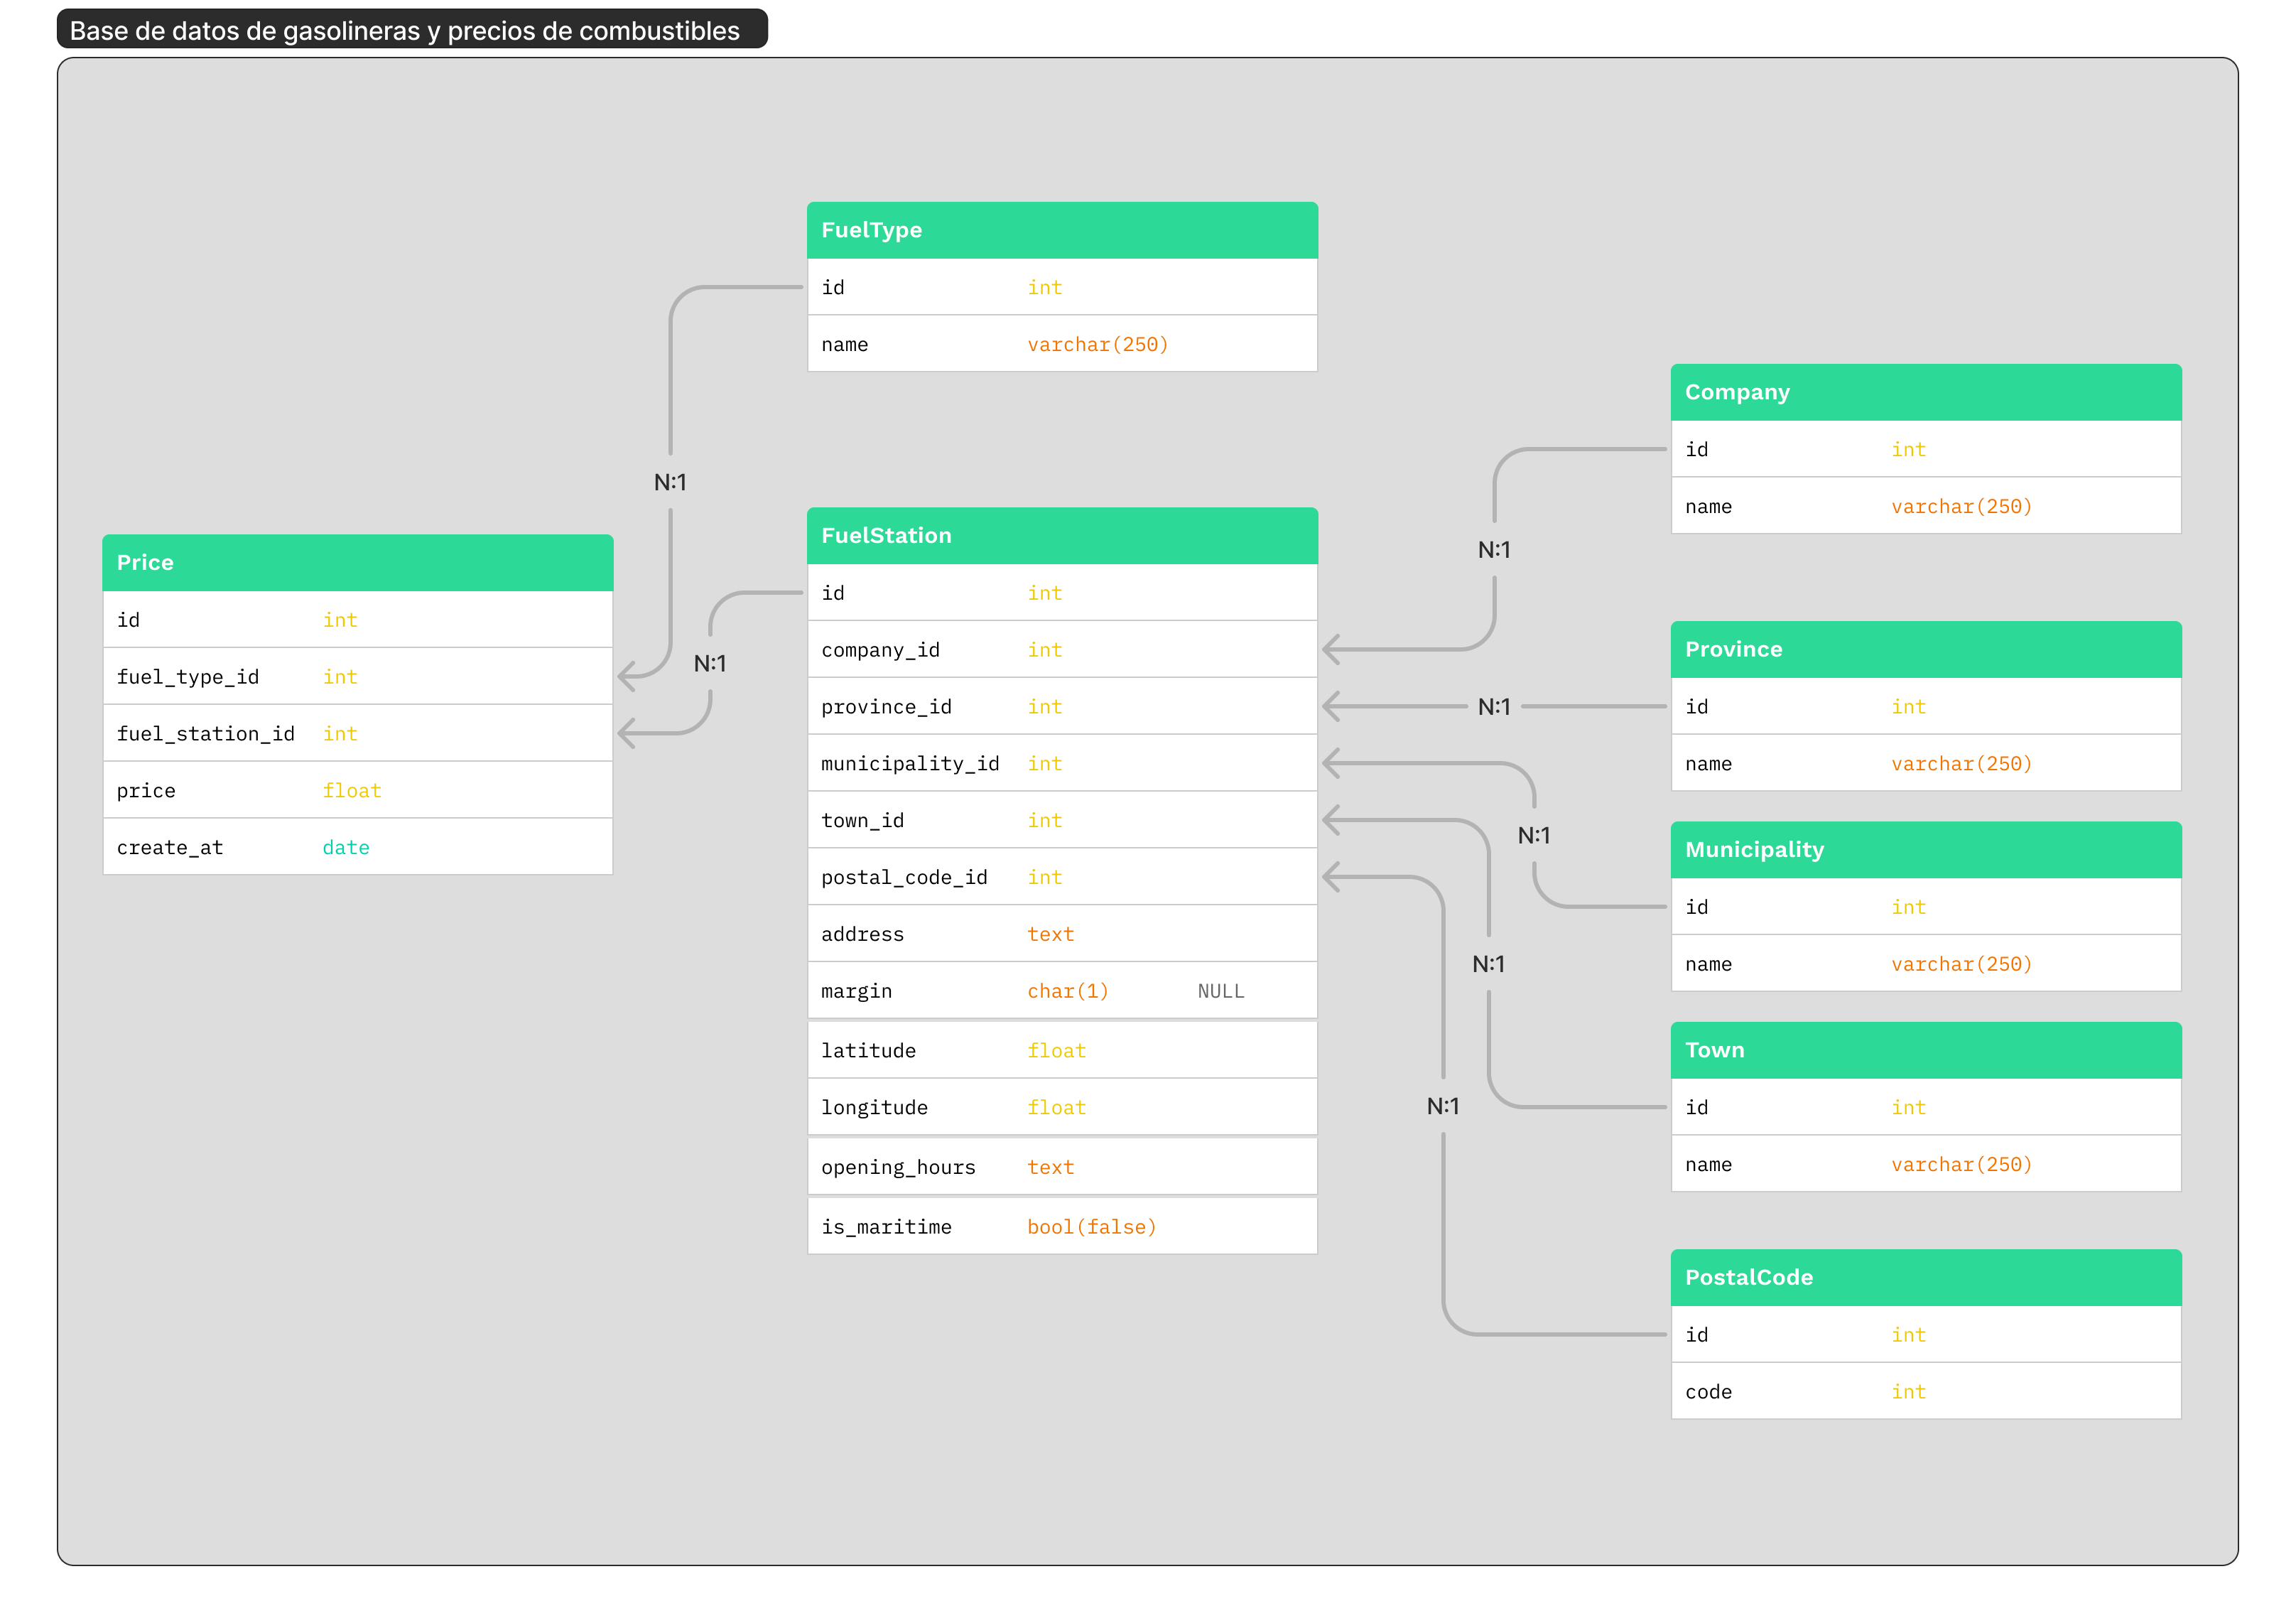 Base de datos de gasolineras y precios de combustibles
FuelType
id int
name varchar(250)
N:1
Price
id int
fuel_type_id int
fuel_station_id int
price float
create_at date
N:1
FuelStation
id int
company_id int
province_id int
municipality_id int
town_id int
postal_code_id int
address text
margin char(1) NULL
latitude float
longitude float
opening_hours text
is_maritime bool(false)
N:1
N:1
N:1
N:1
N:1
Company
id int
name varchar(250)
Province
id int
name varchar(250)
Municipality
id int
name varchar(250)
Town
id int
name varchar(250)
PostalCode
id int
code int